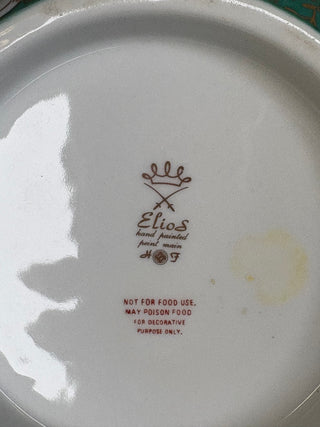 Elios
hand painted
peint main
H F
NOT FOR FOOD USE.
MAY POISON FOOD
FOR DECORATIVE
PURPOSE ONLY.